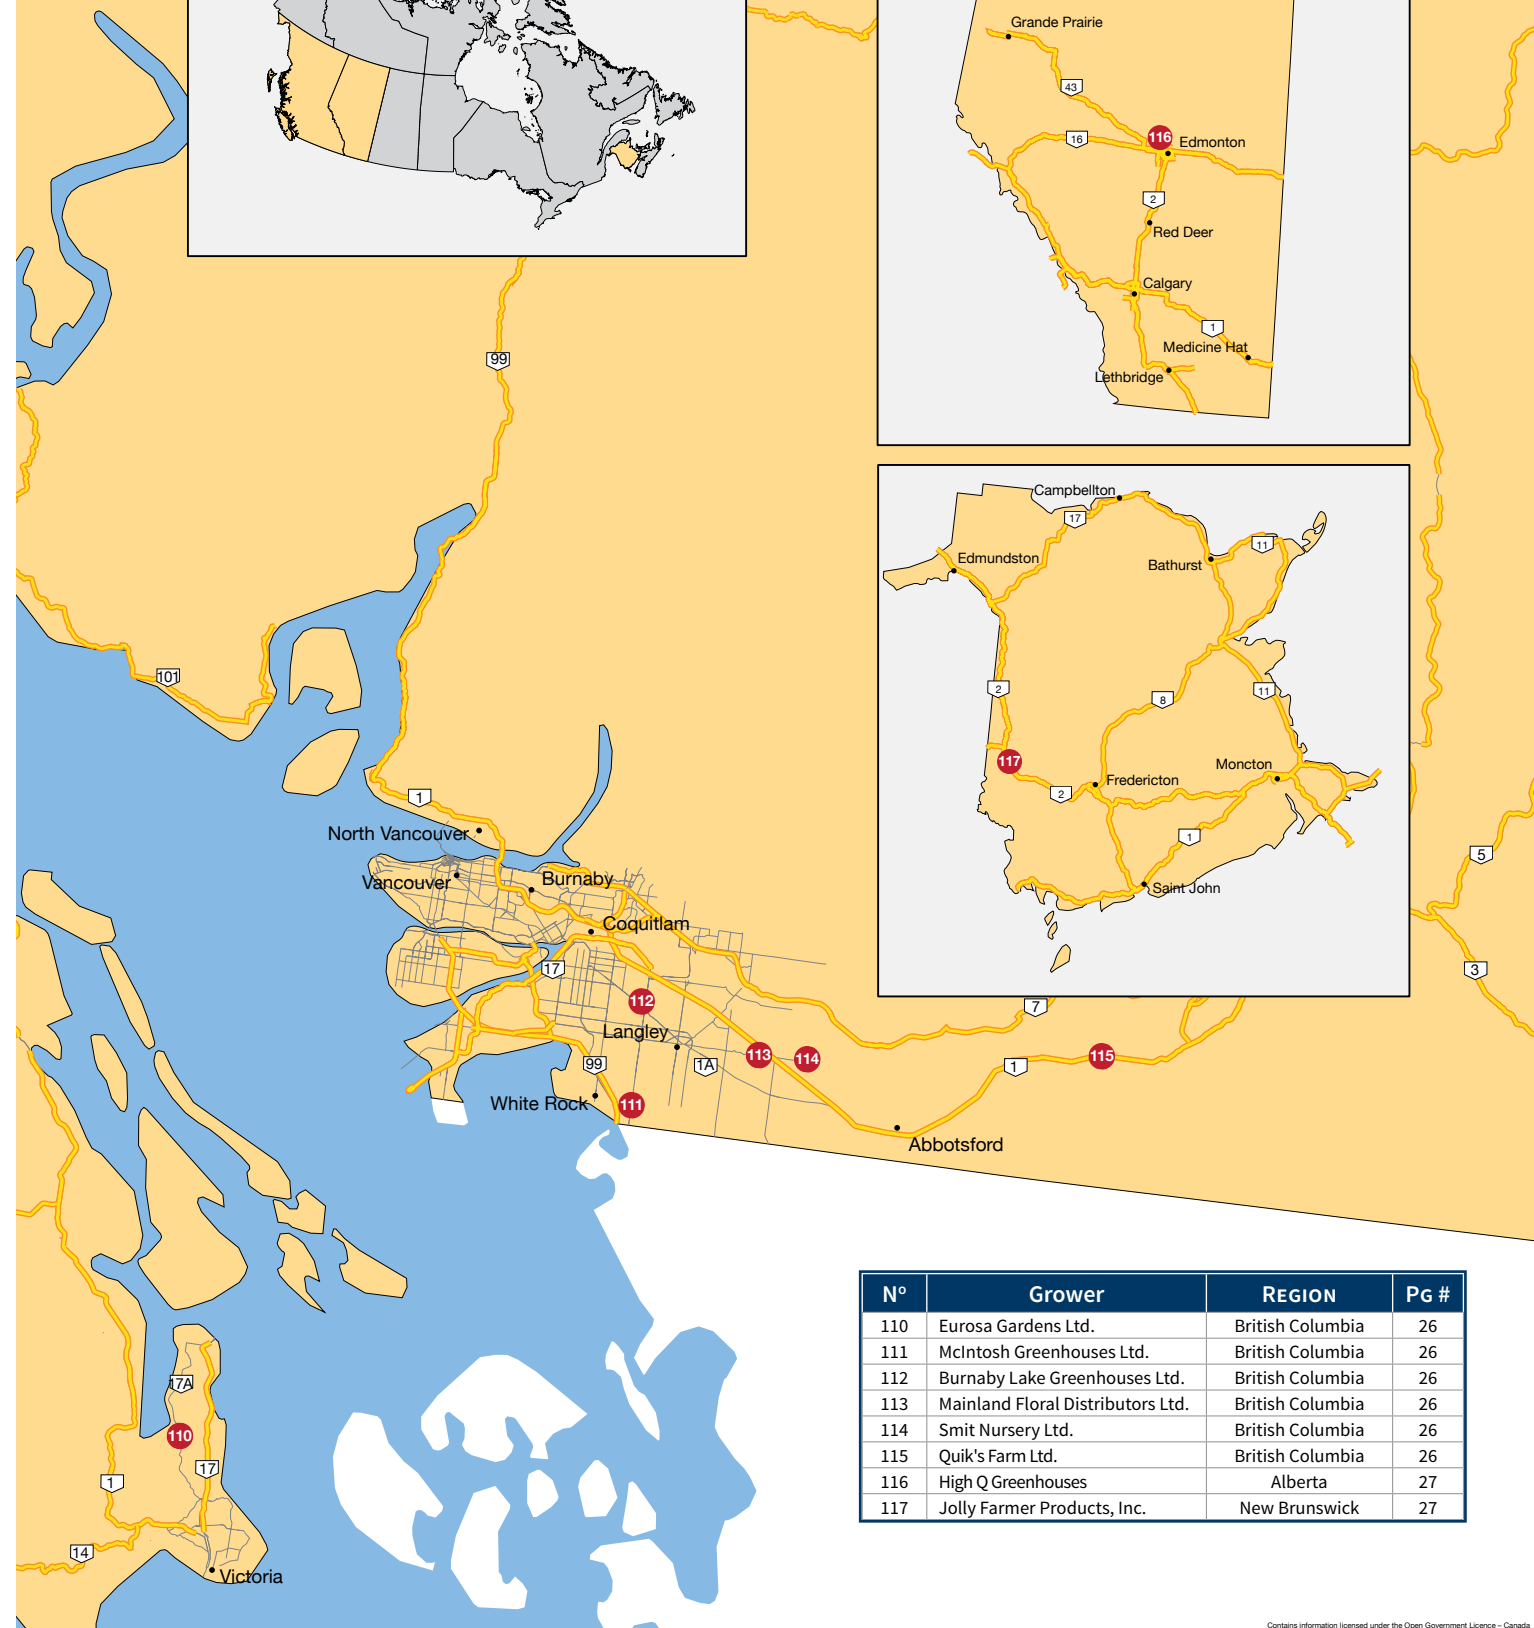 Grande Prairie
43
16
116
Edmonton
2
Red Deer
Calgary
1
Medicine Hat
Lethbridge
99
Campbellton
17
11
Edmundston
Bathurst
2
11
8
117
Moncton
Fredericton
2
1
Saint John
101
1
North Vancouver
Vancouver
Burnaby
Coquitlam
17
112
Langley
99
1A
113
114
White Rock
111
Abbotsford
7
1
115
5
3
17A
110
17
1
14
Victoria
Nº Grower Region Pg #
110 Eurosa Gardens Ltd. British Columbia 26
111 McIntosh Greenhouses Ltd. British Columbia 26
112 Burnaby Lake Greenhouses Ltd. British Columbia 26
113 Mainland Floral Distributors Ltd. British Columbia 26
114 Smit Nursery Ltd. British Columbia 26
115 Quik's Farm Ltd. British Columbia 26
116 High Q Greenhouses Alberta 27
117 Jolly Farmer Products, Inc. New Brunswick 27
Contains information licensed under the Open Government Licence – Canada